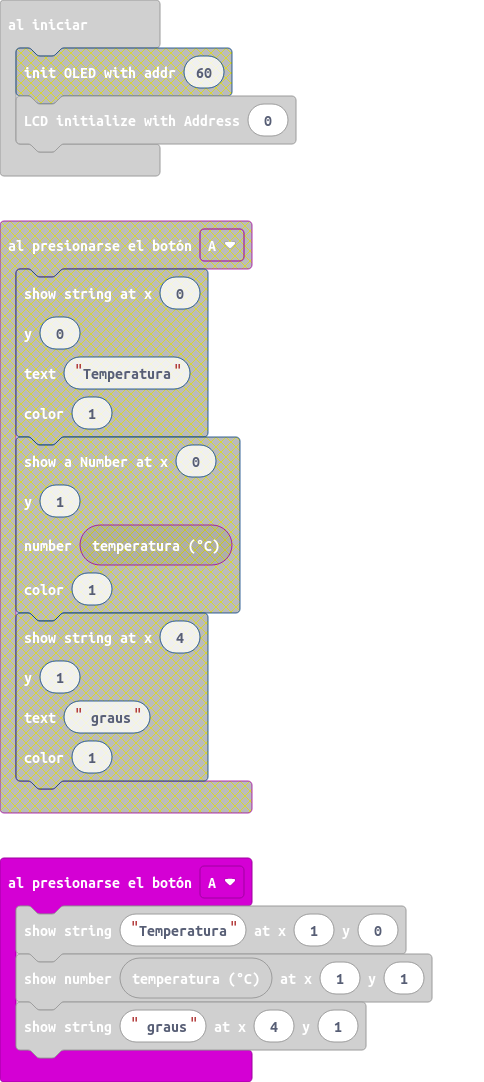 al iniciar
init OLED with addr 60
LCD initialize with Address 0
al presionarse el botón A
show string at x 0
y 0
text "Temperatura"
color 1
show a Number at x 0
y 1
number temperatura (°C)
color 1
show string at x 4
y 1
text " graus"
color 1
al presionarse el botón A
show string "Temperatura" at x 1 y 0
show number temperatura (°C) at x 1 y 1
show string " graus" at x 4 y 1